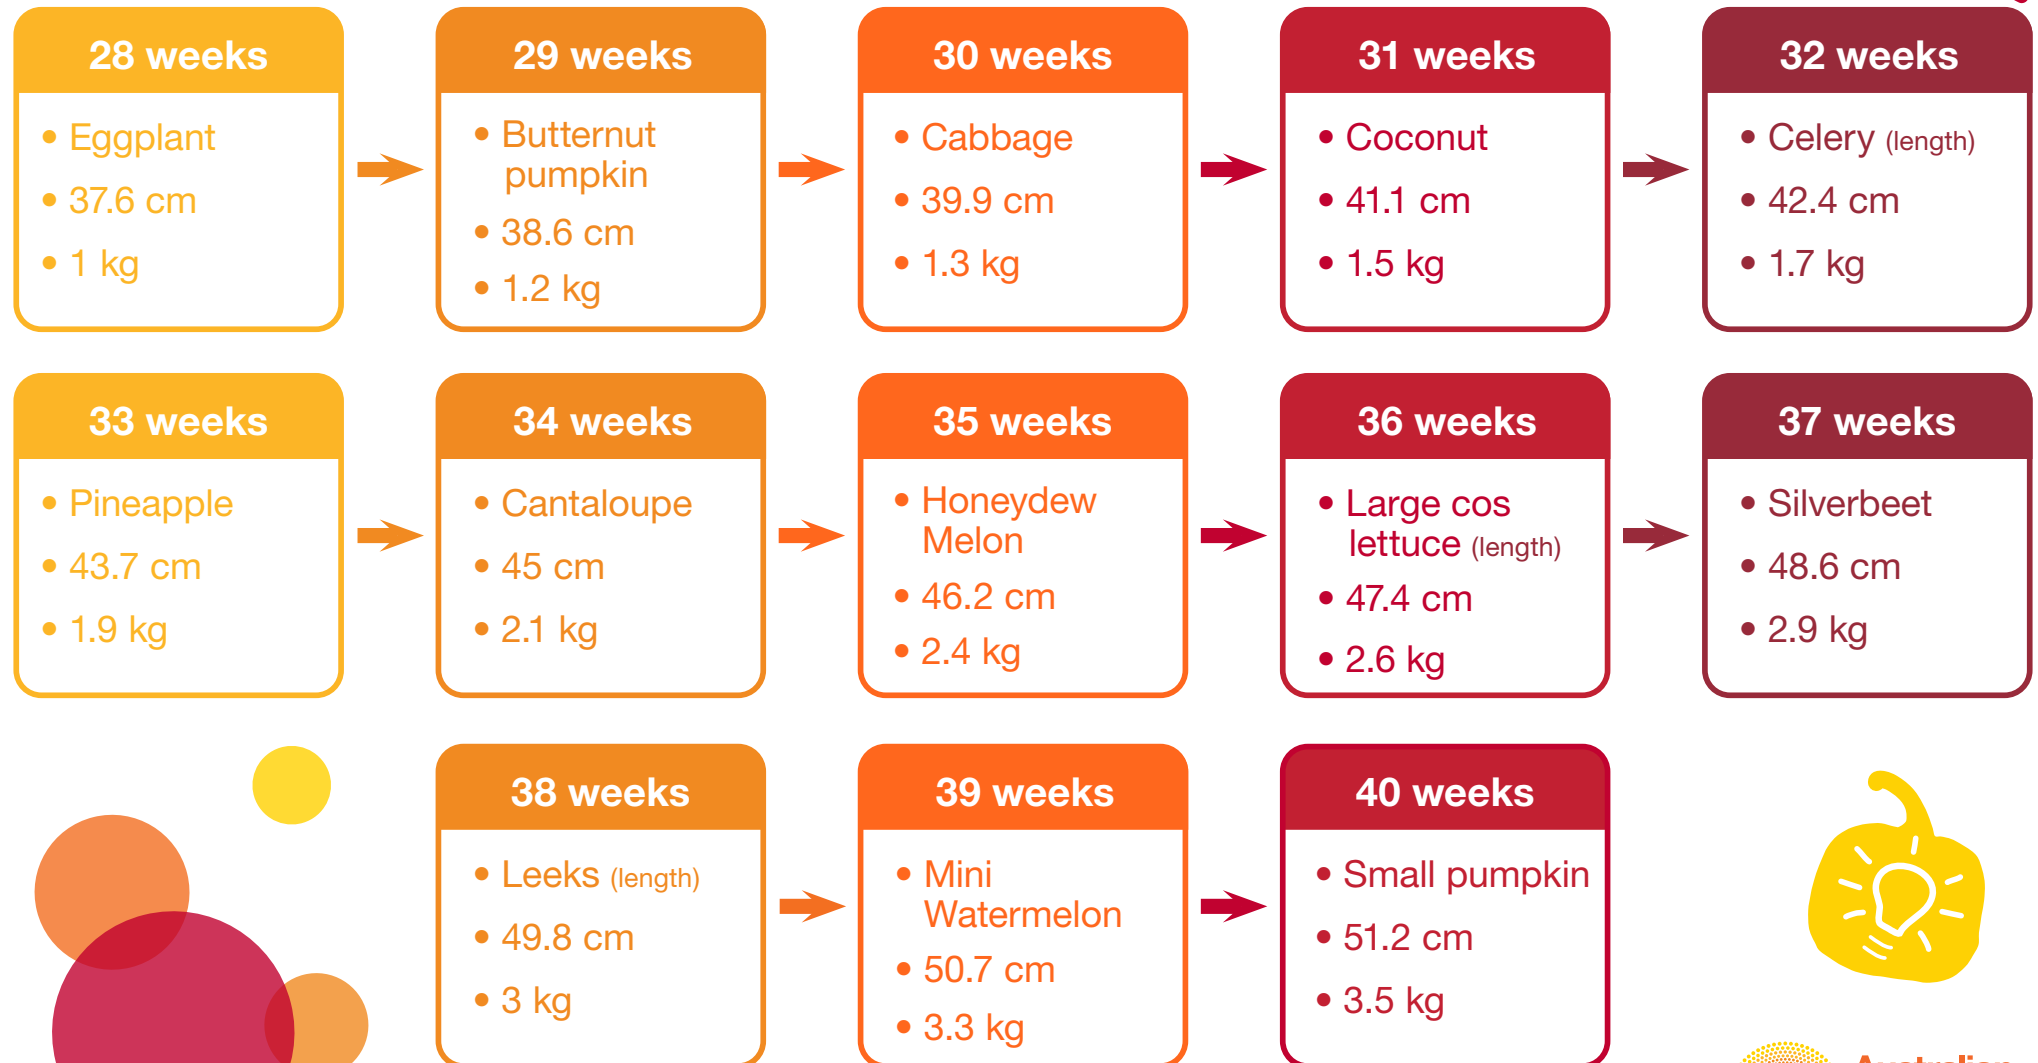 28 weeks
• Eggplant
• 37.6 cm
• 1 kg
29 weeks
• Butternut
pumpkin
• 38.6 cm
• 1.2 kg
30 weeks
• Cabbage
• 39.9 cm
• 1.3 kg
31 weeks
• Coconut
• 41.1 cm
• 1.5 kg
32 weeks
• Celery (length)
• 42.4 cm
• 1.7 kg
33 weeks
• Pineapple
• 43.7 cm
• 1.9 kg
34 weeks
• Cantaloupe
• 45 cm
• 2.1 kg
35 weeks
• Honeydew
Melon
• 46.2 cm
• 2.4 kg
36 weeks
• Large cos
lettuce (length)
• 47.4 cm
• 2.6 kg
37 weeks
• Silverbeet
• 48.6 cm
• 2.9 kg
38 weeks
• Leeks (length)
• 49.8 cm
• 3 kg
39 weeks
• Mini
Watermelon
• 50.7 cm
• 3.3 kg
40 weeks
• Small pumpkin
• 51.2 cm
• 3.5 kg
Australian